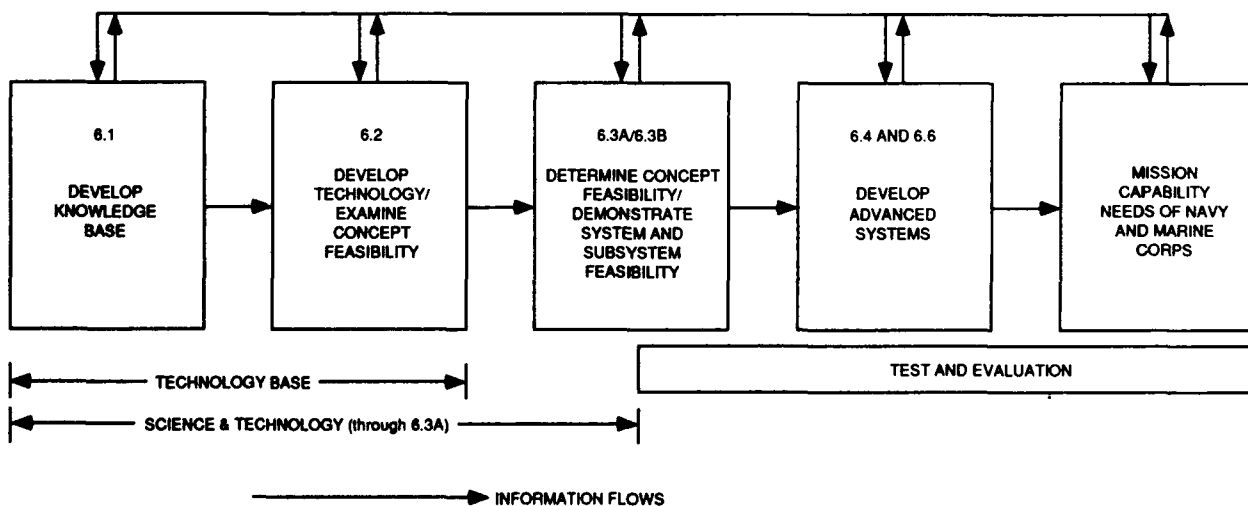 6.1
DEVELOP
KNOWLEDGE
BASE
6.2
DEVELOP
TECHNOLOGY/
EXAMINE
CONCEPT
FEASIBILITY
6.3A/6.3B
DETERMINE CONCEPT
FEASIBILITY/
DEMONSTRATE
SYSTEM AND
SUBSYSTEM
FEASIBILITY
6.4 AND 6.6
DEVELOP
ADVANCED
SYSTEMS
MISSION
CAPABILITY
NEEDS OF NAVY
AND MARINE
CORPS
TECHNOLOGY BASE
TEST AND EVALUATION
SCIENCE & TECHNOLOGY (through 6.3A)
INFORMATION FLOWS